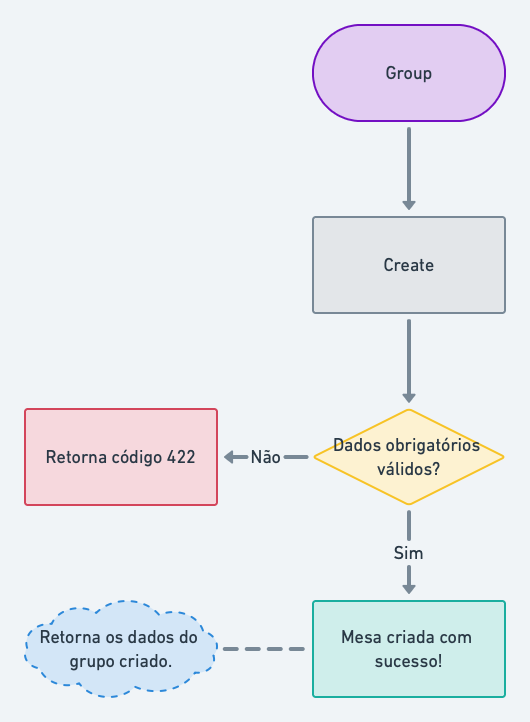 Group
Create
Dados obrigatórios
válidos?
Não
Retorna código 422
Sim
Mesa criada com
sucesso!
Retorna os dados do
grupo criado.